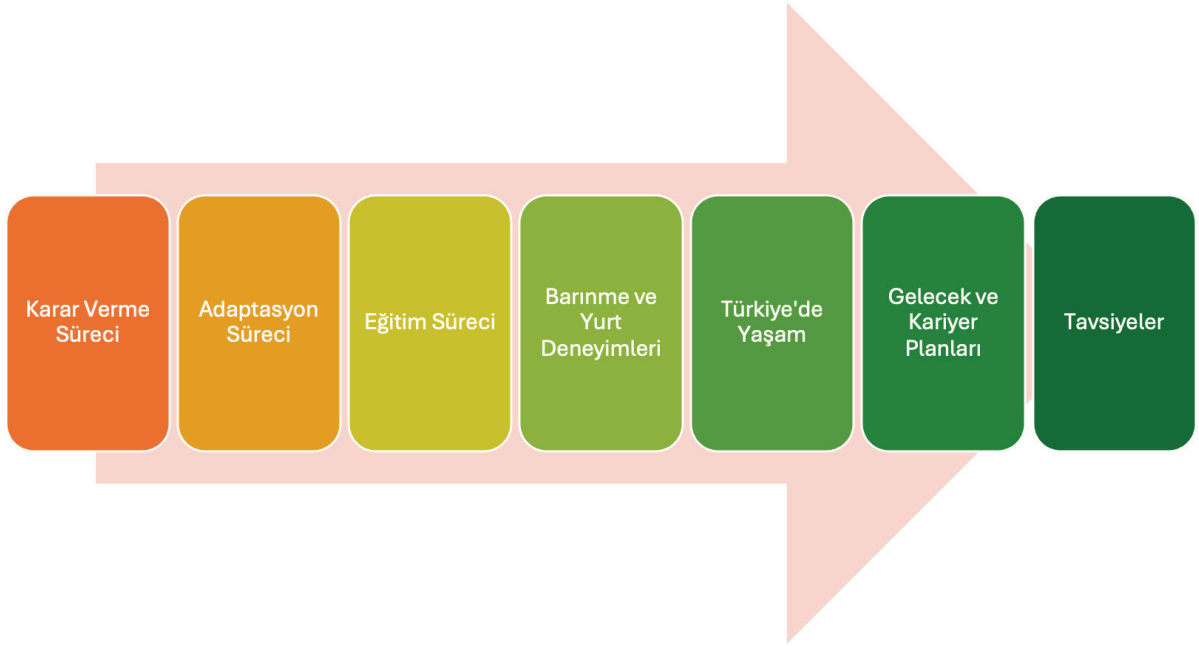 Karar Verme
Süreci
Adaptasyon
Süreci
Eğitim Süreci
Barınme ve
Yurt
Deneyimleri
Türkiye'de
Yaşam
Gelecek ve
Kariyer
Planları
Tavsiyeler